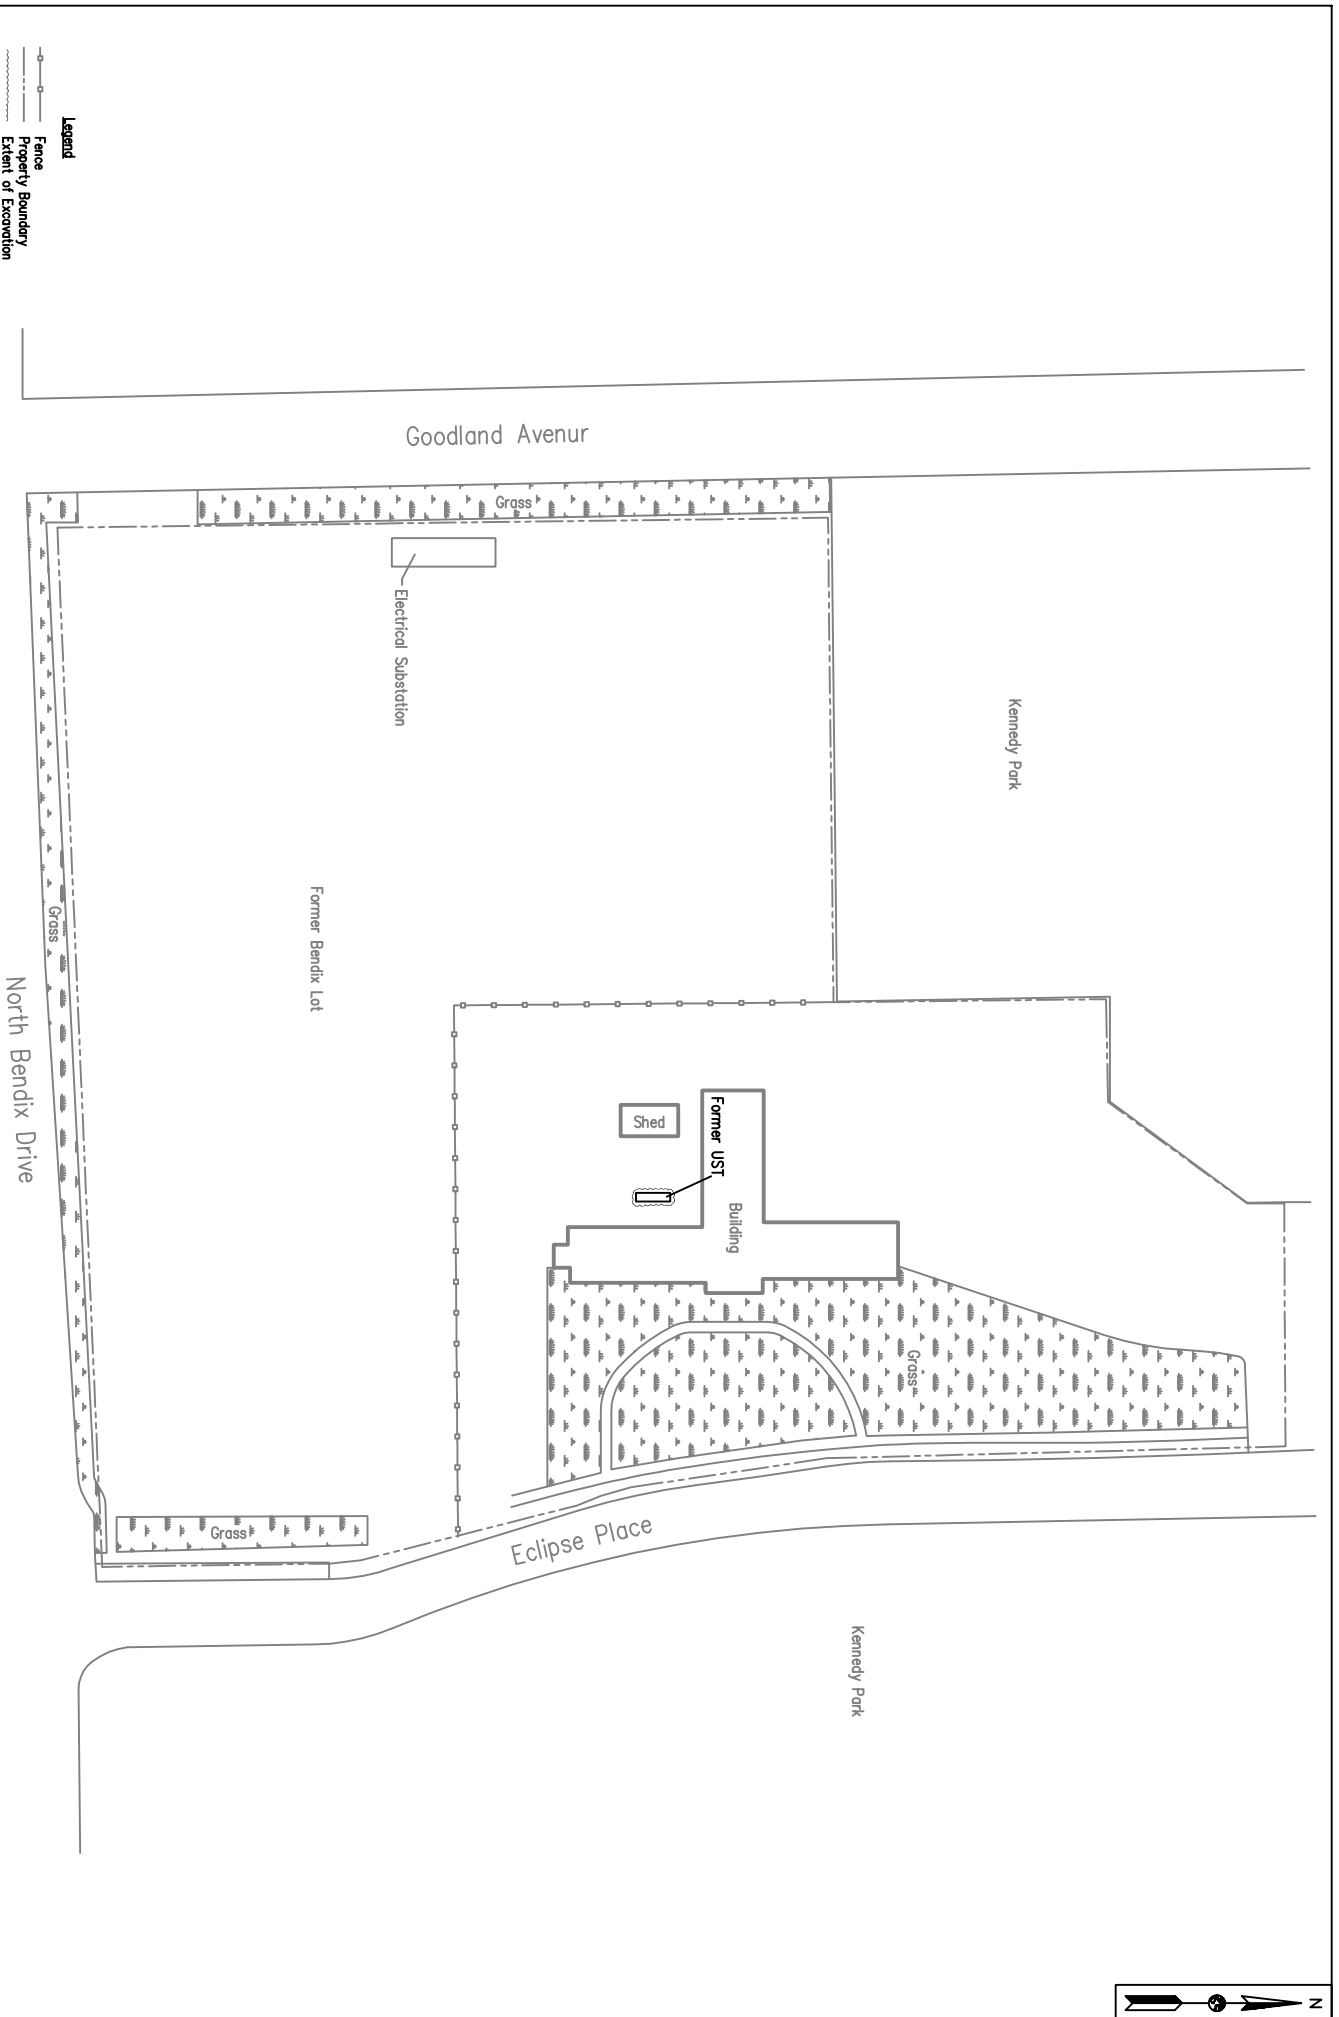 N
Kennedy Park
Kennedy Park
Goodland Avenur
Grass
Electrical Substation
Former Bendix Lot
Shed
Former UST
Building
Grass
Grass
Grass
Eclipse Place
North Bendix Drive
Legend
Fence
Property Boundary
Extent of Excavation